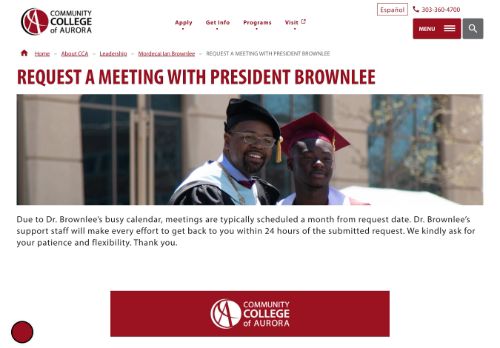 COMMUNITY
COLLEGE
of AURORA
Español 303-360-4700
Apply Get Info Programs Visit
MENU
Home – About CCA – Leadership – Mordecai Ian Brownlee – REQUEST A MEETING WITH PRESIDENT BROWNLEE
REQUEST A MEETING WITH PRESIDENT BROWNLEE
Due to Dr. Brownlee's busy calendar, meetings are typically scheduled a month from request date. Dr. Brownlee's
support staff will make every effort to get back to you within 24 hours of the submitted request. We kindly ask for
your patience and flexibility. Thank you.
COMMUNITY
COLLEGE
of AURORA